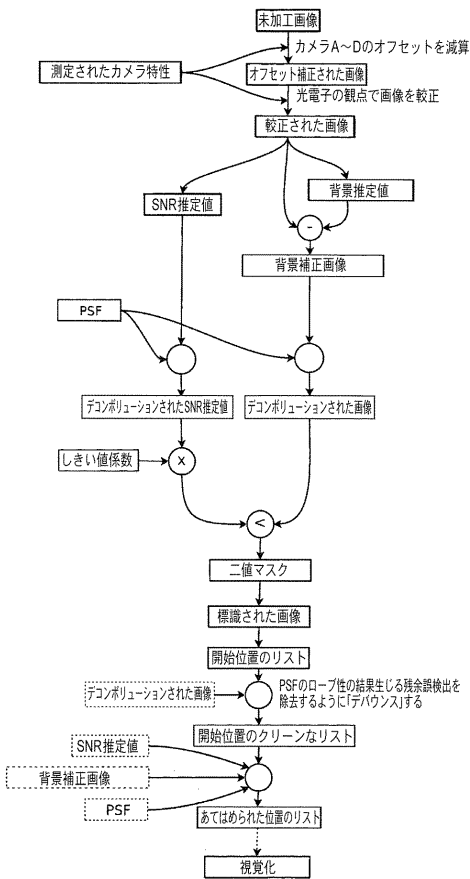 未加工画像
カメラA～Dのオフセットを減算
測定されたカメラ特性
オフセット補正された画像
光電子の観点で画像を較正
較正された画像
背景推定値
SNR推定値
-
背景補正画像
PSF
デコンボリューションされたSNR推定値
デコンボリューションされた画像
しきい値係数
x
<
二値マスク
標識された画像
開始位置のリスト
デコンボリューションされた画像
PSFのローブ性の結果生じる残余誤検出を
除去するように「デバウンス」する
開始位置のクリーンなリスト
SNR推定値
背景補正画像
PSF
あてはめられた位置のリスト
視覚化